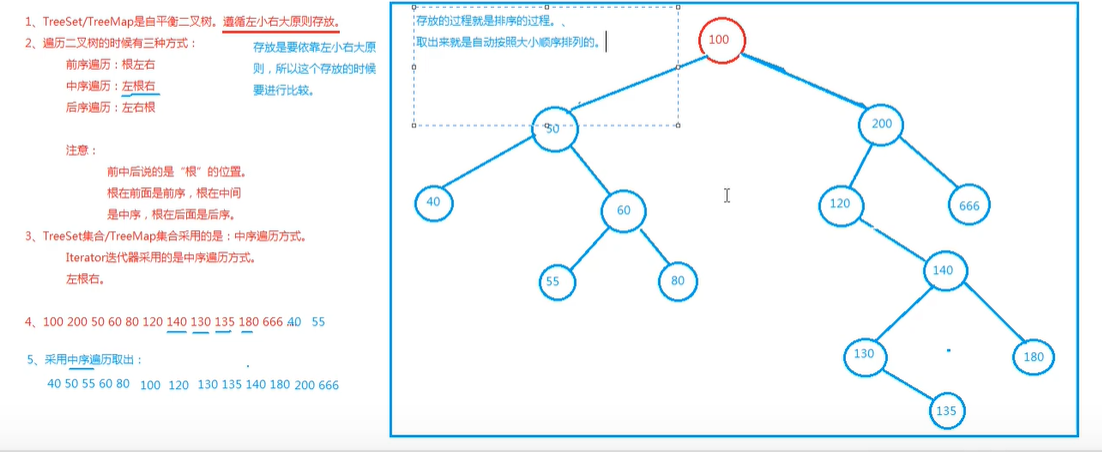 1、TreeSet/TreeMap是自平衡二叉树。遵循左小右大原则存放。
2、遍历二叉树的时候有三种方式：
前序遍历：根左右
中序遍历：左根右
后序遍历：左右根
存放是要依靠左小右大原
则，所以这个存放的时候
要进行比较。
注意：
前中后说的是“根”的位置。
根在前面是前序，根在中间
是中序，根在后面是后序。
3、TreeSet集合/TreeMap集合采用的是：中序遍历方式。
Iterator迭代器采用的是中序遍历方式。
左根右。
4、100 200 50 60 80 120 140 130 135 180 666 40 55
5、采用中序遍历取出：
40 50 55 60 80 100 120 130 135 140 180 200 666
存放的过程就是排序的过程。、
取出来就是自动按照大小顺序排列的。
100
50
200
40
60
120
666
55
80
140
130
180
135